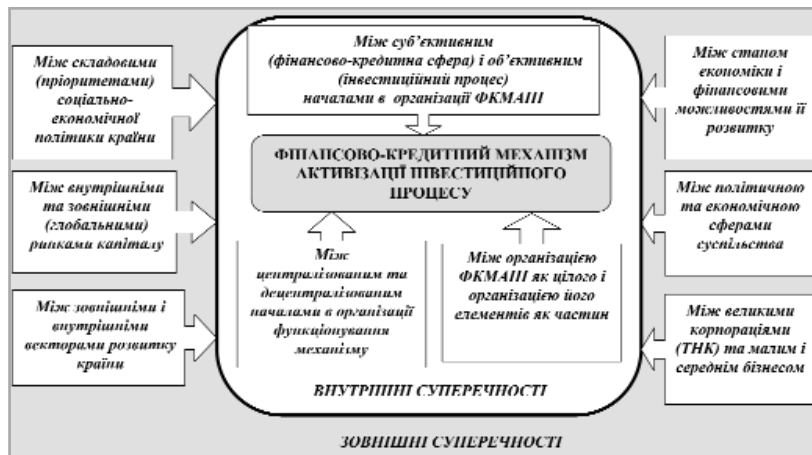 Між складовими
(пріоритетами)
соціально-
економічної
політики країни
Між внутрішніми
та зовнішніми
(глобальними)
ринками капіталу
Між зовнішніми і
внутрішніми
векторами розвитку
країни
Між суб’єктивним
(фінансово-кредитна сфера) і об’єктивним
(інвестиційний процес)
началами в організації ФКМАІП
ФІНАНСОВО-КРЕДИТНИЙ МЕХАНІЗМ
АКТИВІЗАЦІЇ ІНВЕСТИЦІЙНОГО
ПРОЦЕСУ
Між
централізованим та
децентралізованим
началами в організації
функціонування
механізму
Між організацією
ФКМАІП як цілого і
організацією його
елементів як частин
ВНУТРІШНІ СУПЕРЕЧНОСТІ
Між станом
економіки і
фінансовими
можливостями її
розвитку
Між політичною
та економічною
сферами
суспільства
Між великими
корпораціями
(ТНК) та малим і
середнім бізнесом
ЗОВНІШНІ СУПЕРЕЧНОСТІ